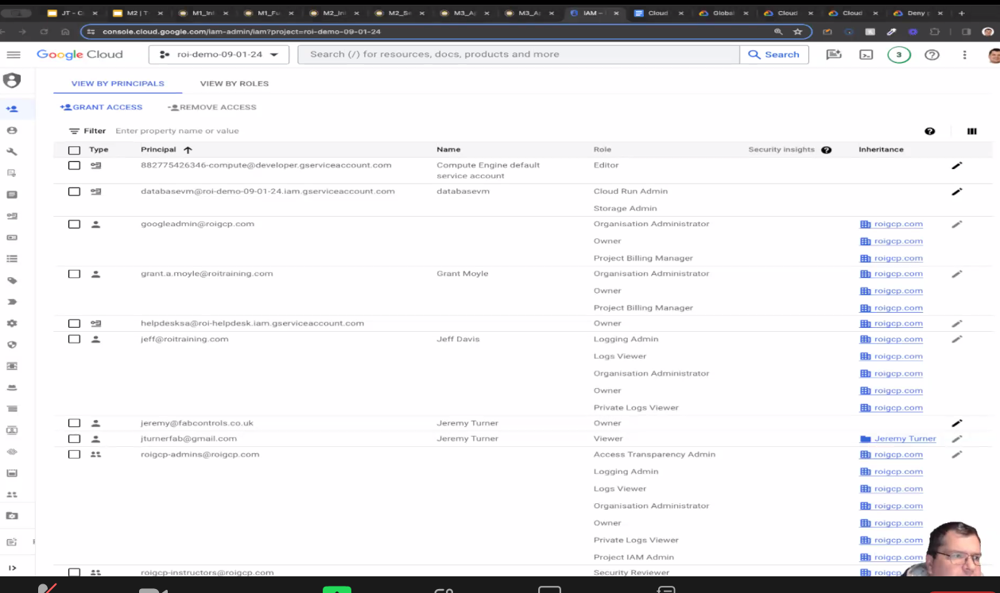 JT - C
M2 | T
M1_Int
M1_Fu
M2_Ini
M2_Se
M3_A
M3_A
IAM –
Cloud
Global
Cloud
Cloud
Deny p
console.cloud.google.com/iam-admin/iam?project=roi-demo-09-01-24
Google Cloud
roi-demo-09-01-24
Search (/) for resources, docs, products and more
Search
3
VIEW BY PRINCIPALS VIEW BY ROLES
GRANT ACCESS REMOVE ACCESS
Filter Enter property name or value
Type Principal Name Role Security insights Inheritance
882775426346-compute@developer.gserviceaccount.com Compute Engine default Editor
service account
databasevm@roi-demo-09-01-24.iam.gserviceaccount.com databasevm Cloud Run Admin
Storage Admin
googleadmin@roigcp.com Organisation Administrator roigcp.com
Owner roigcp.com
Project Billing Manager roigcp.com
grant.a.moyle@roitraining.com Grant Moyle Organisation Administrator roigcp.com
Owner roigcp.com
Project Billing Manager roigcp.com
helpdesksa@roi-helpdesk.iam.gserviceaccount.com Owner roigcp.com
jeff@roitraining.com Jeff Davis Logging Admin roigcp.com
Logs Viewer roigcp.com
Organisation Administrator roigcp.com
Owner roigcp.com
Private Logs Viewer roigcp.com
jeremy@fabcontrols.co.uk Jeremy Turner Owner
jturnerfab@gmail.com Jeremy Turner Viewer Jeremy Turner
roigcp-admins@roigcp.com Access Transparency Admin roigcp.com
Logging Admin roigcp.com
Logs Viewer roigcp.com
Organisation Administrator roigcp.com
Owner roigcp.com
Private Logs Viewer roigcp.com
Project IAM Admin roigcp.com
roigcp-instructors@roigcp.com Security Reviewer roigcp